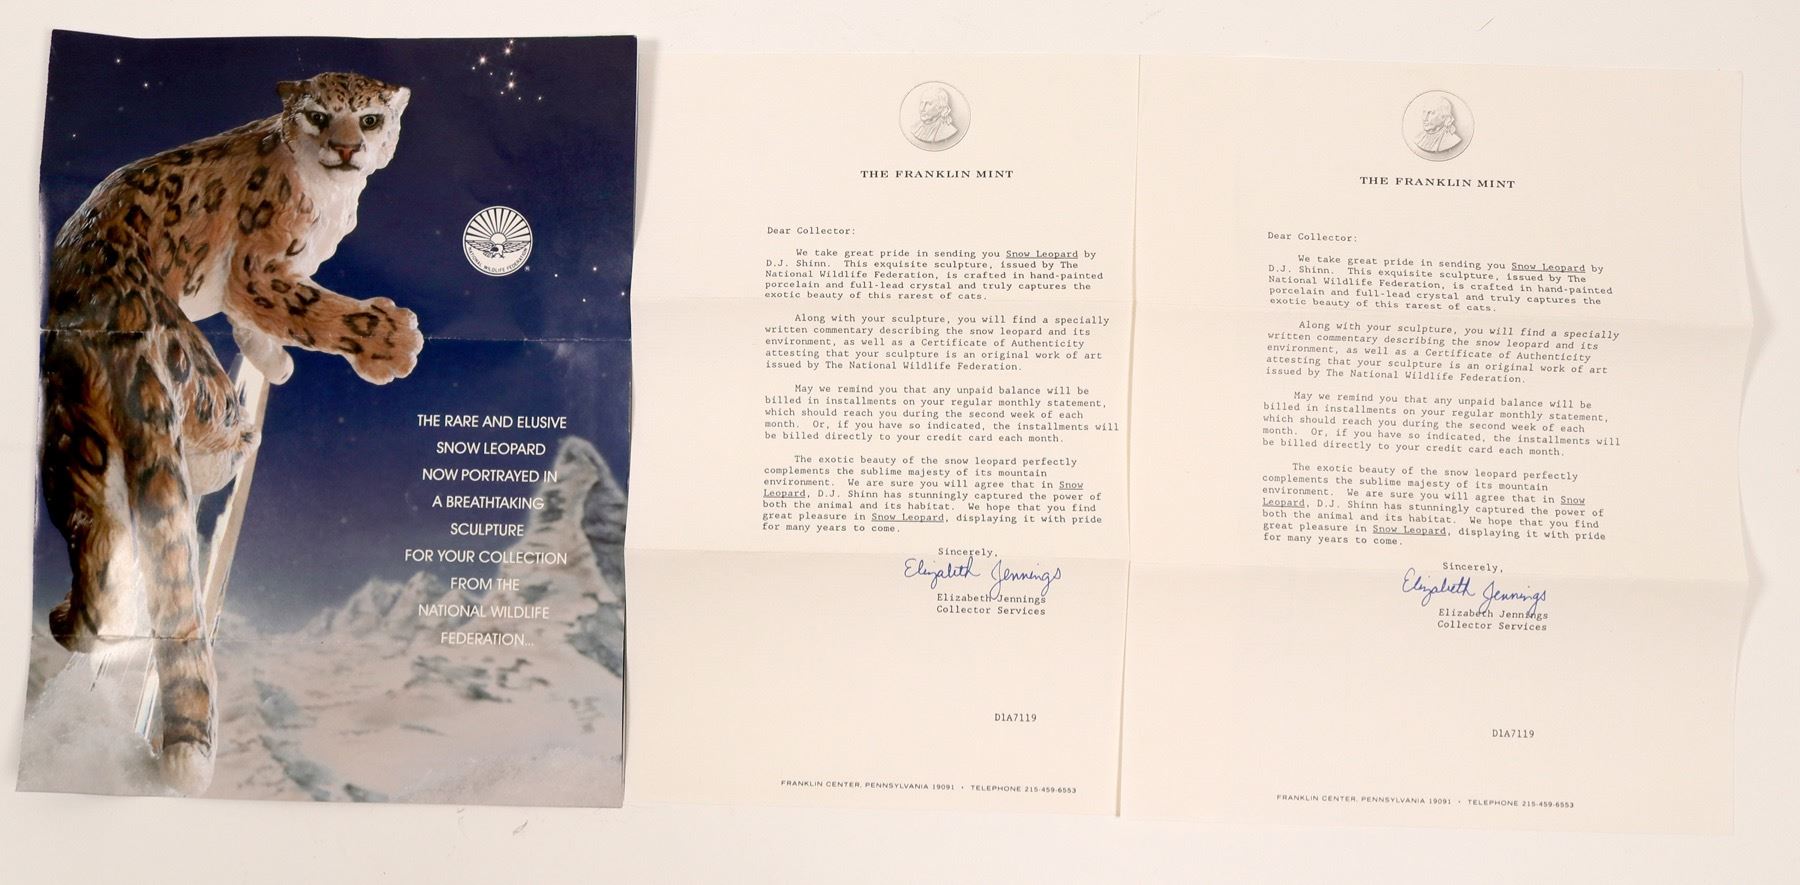 NATIONAL WILDLIFE FEDERATION
®
THE RARE AND ELUSIVE
SNOW LEOPARD
NOW PORTRAYED IN
A BREATHTAKING
SCULPTURE
FOR YOUR COLLECTION
FROM THE
NATIONAL WILDLIFE
FEDERATION...
THE FRANKLIN MINT
Dear Collector:
We take great pride in sending you Snow Leopard by
D.J. Shinn. This exquisite sculpture, issued by The
National Wildlife Federation, is crafted in hand-painted
porcelain and full-lead crystal and truly captures the
exotic beauty of this rarest of cats.
Along with your sculpture, you will find a specially
written commentary describing the snow leopard and its
environment, as well as a Certificate of Authenticity
attesting that your sculpture is an original work of art
issued by The National Wildlife Federation.
May we remind you that any unpaid balance will be
billed in installments on your regular monthly statement,
which should reach you during the second week of each
month. Or, if you have so indicated, the installments will
be billed directly to your credit card each month.
The exotic beauty of the snow leopard perfectly
complements the sublime majesty of its mountain
environment. We are sure you will agree that in Snow
Leopard, D.J. Shinn has stunningly captured the power of
both the animal and its habitat. We hope that you find
great pleasure in Snow Leopard, displaying it with pride
for many years to come.
Sincerely,
Elizabeth Jennings
Elizabeth Jennings
Collector Services
D1A7119
FRANKLIN CENTER, PENNSYLVANIA 19091 • TELEPHONE 215-459-6553
THE FRANKLIN MINT
Dear Collector:
We take great pride in sending you Snow Leopard by
D.J. Shinn. This exquisite sculpture, issued by The
National Wildlife Federation, is crafted in hand-painted
porcelain and full-lead crystal and truly captures the
exotic beauty of this rarest of cats.
Along with your sculpture, you will find a specially
written commentary describing the snow leopard and its
environment, as well as a Certificate of Authenticity
attesting that your sculpture is an original work of art
issued by The National Wildlife Federation.
May we remind you that any unpaid balance will be
billed in installments on your regular monthly statement,
which should reach you during the second week of each
month. Or, if you have so indicated, the installments will
be billed directly to your credit card each month.
The exotic beauty of the snow leopard perfectly
complements the sublime majesty of its mountain
environment. We are sure you will agree that in Snow
Leopard, D.J. Shinn has stunningly captured the power of
both the animal and its habitat. We hope that you find
great pleasure in Snow Leopard, displaying it with pride
for many years to come.
Sincerely,
Elizabeth Jennings
Elizabeth Jennings
Collector Services
D1A7119
FRANKLIN CENTER, PENNSYLVANIA 19091 • TELEPHONE 215-459-6553